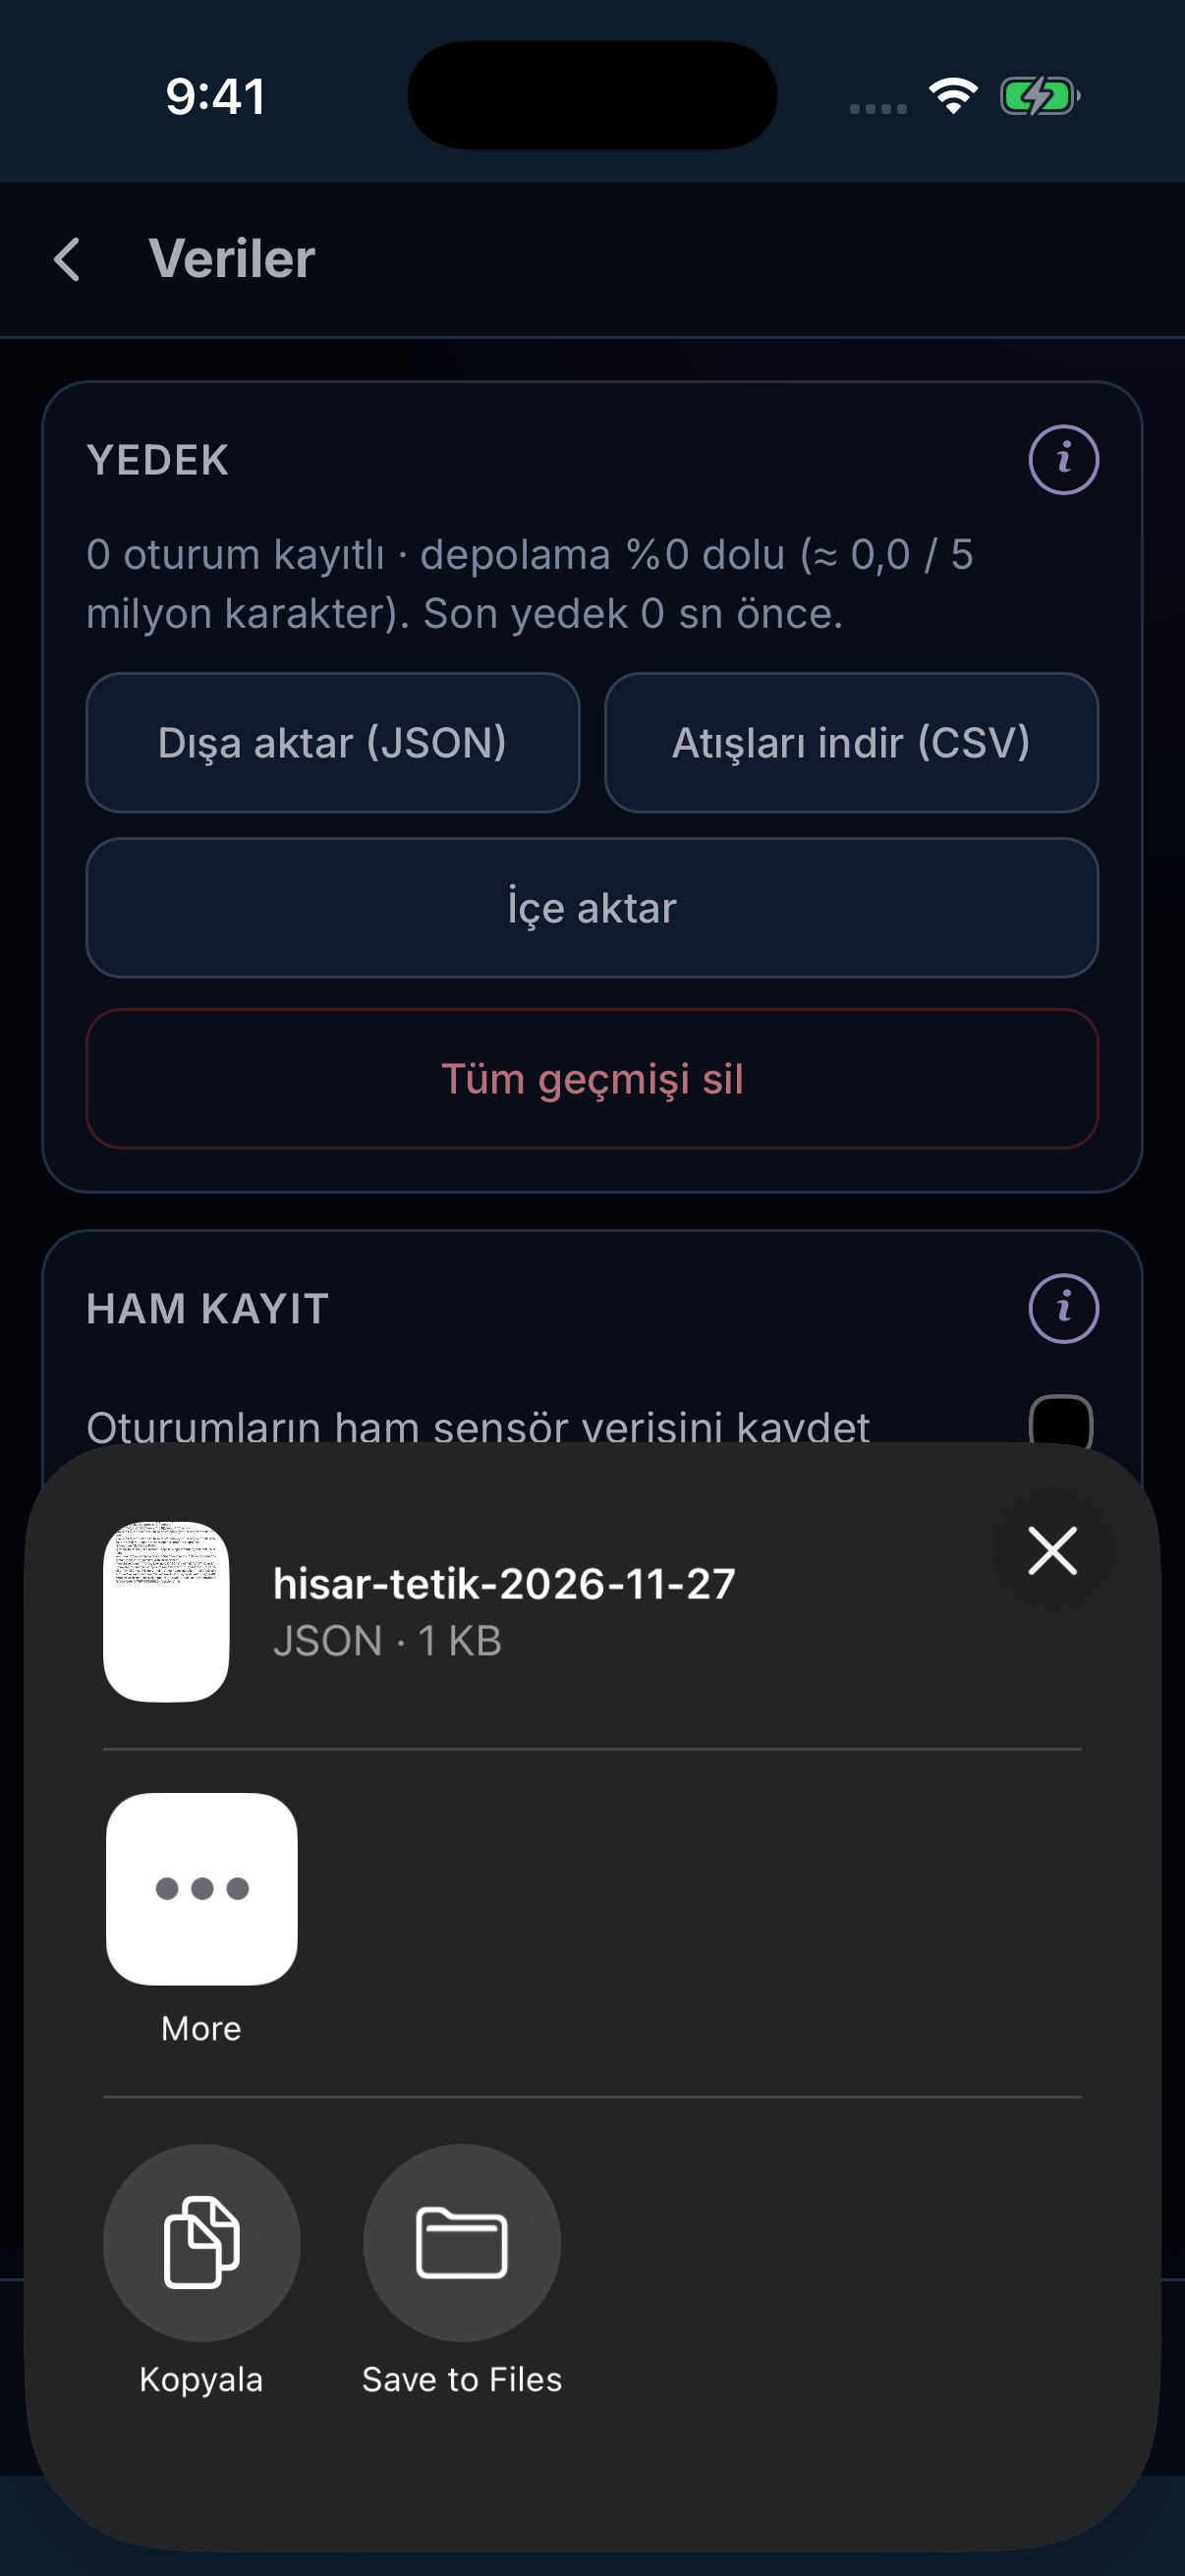 9:41
Veriler
YEDEK
0 oturum kayıtlı · depolama %0 dolu (≈ 0,0 / 5
milyon karakter). Son yedek 0 sn önce.
Dışa aktar (JSON)
Atışları indir (CSV)
İçe aktar
Tüm geçmişi sil
HAM KAYIT
Oturumların ham sensör verisini kaydet
hisar-tetik-2026-11-27
JSON · 1 KB
More
Kopyala
Save to Files